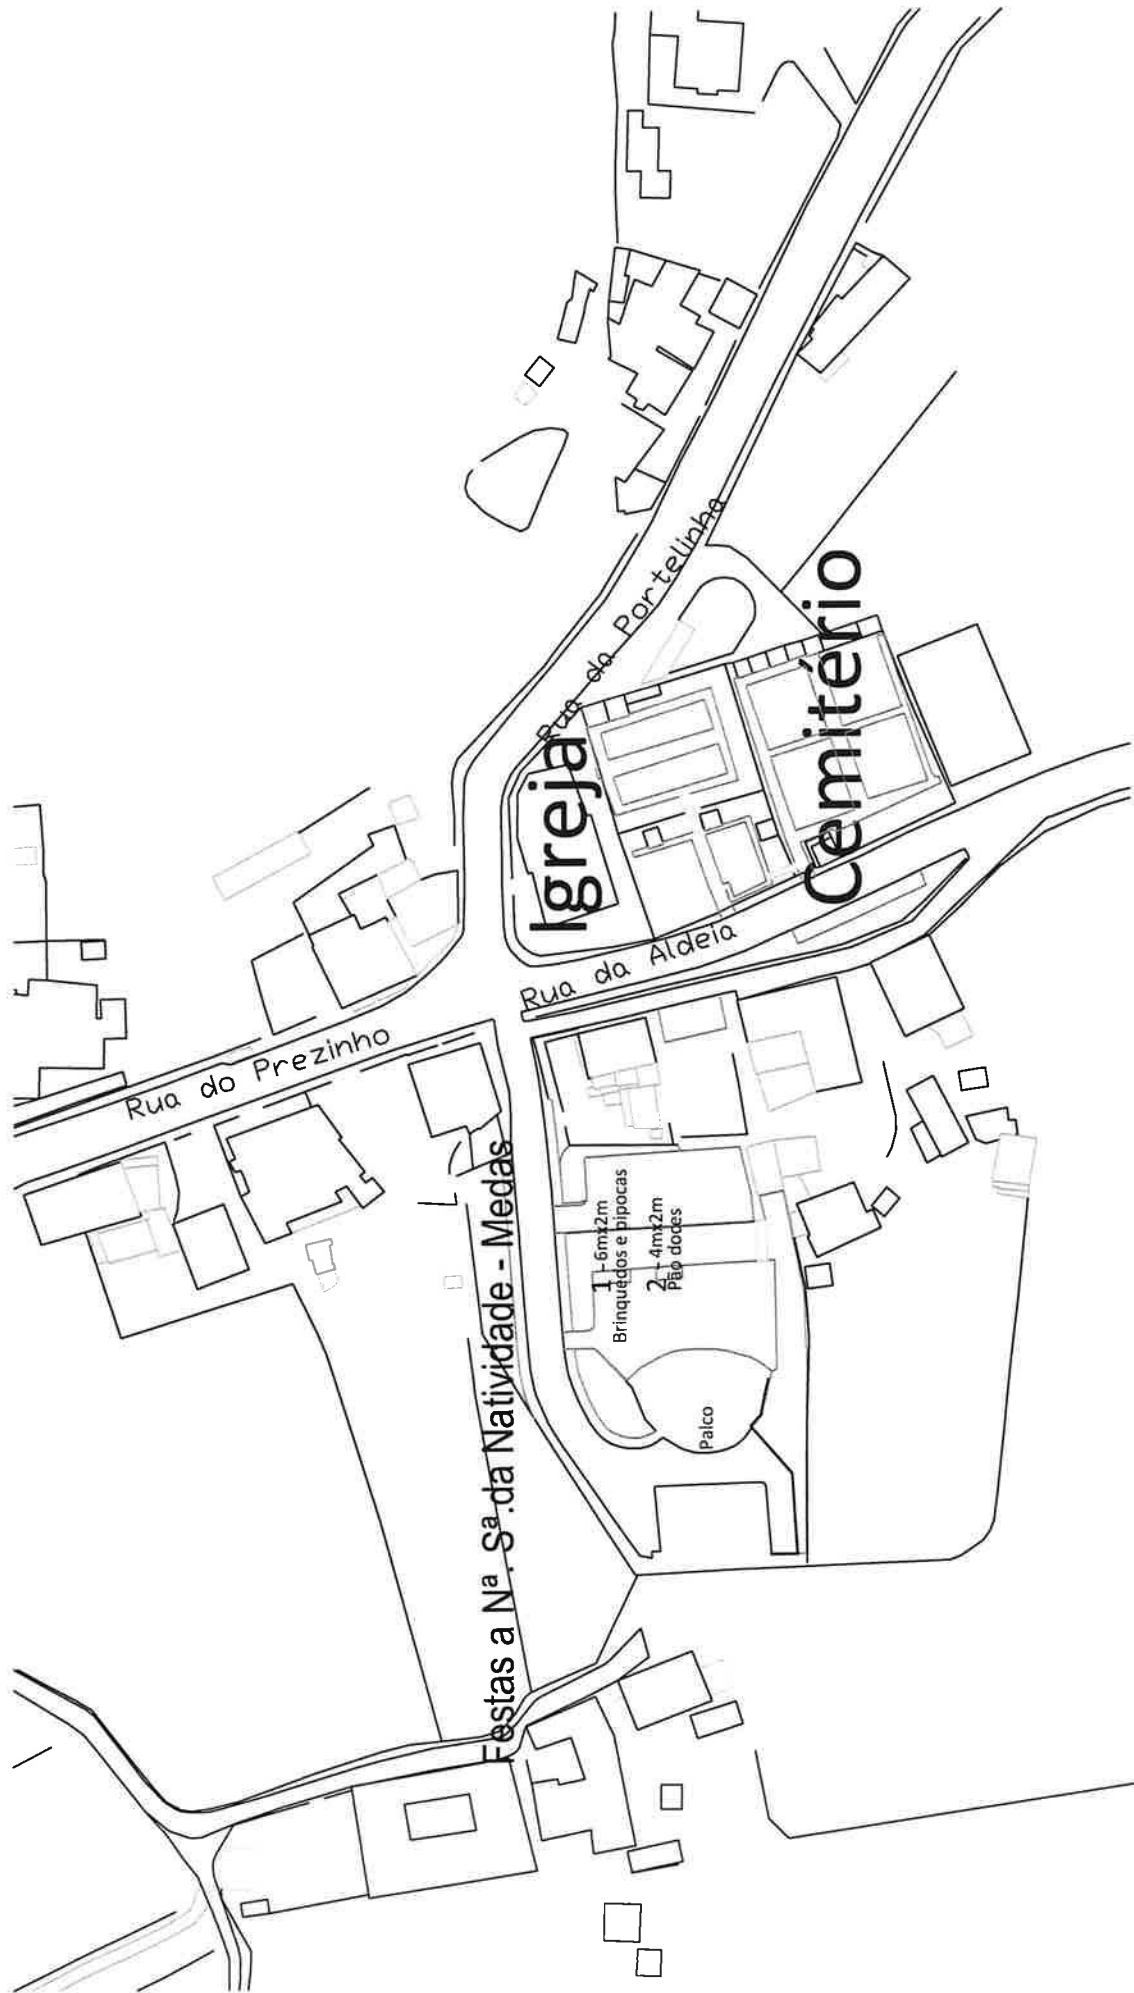 Festas a Nª. Sª.da Natividade - Medas
Rua do Prezinho
Igreja
Rua da Portelinha
Rua da Aldeia
Cemitério
1 - 6mx2m
Brinquedos e pipocas
2 - 4mx2m
Pão doces
Palco